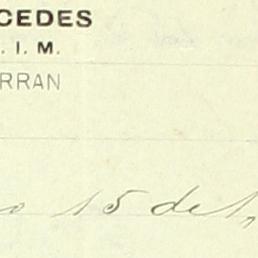 CEDES
. I. M.
RRAN
o 15 de